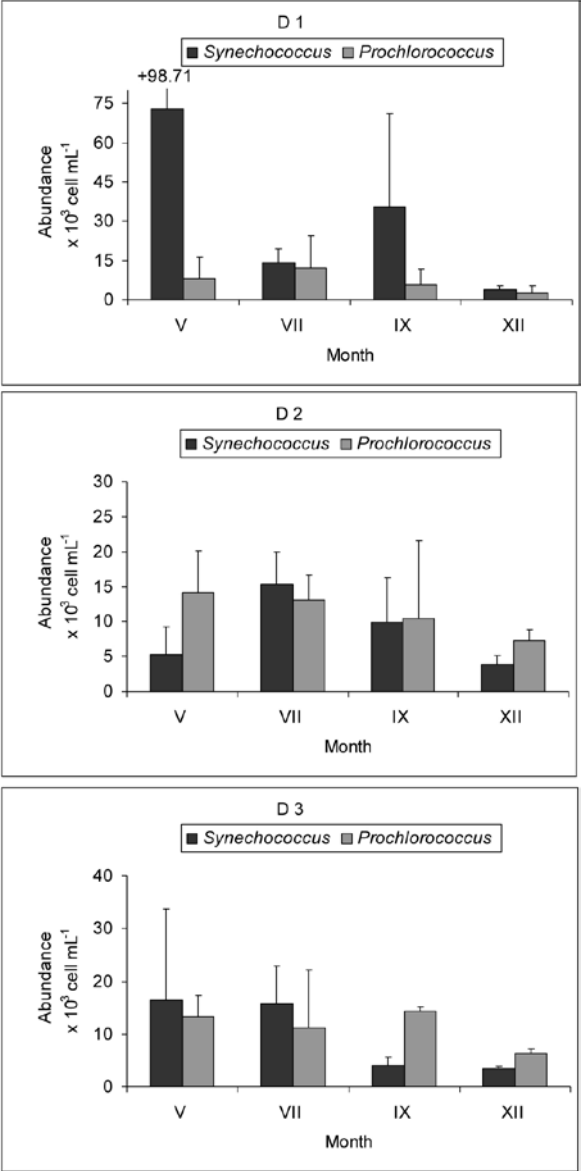 D 1
Synechococcus Prochlorococcus
+98.71
75
60
45
30
15
0
Abundance
x 10³ cell mL⁻¹
V VII IX XII
Month
D 2
Synechococcus Prochlorococcus
30
25
20
15
10
5
0
Abundance
x 10³ cell mL⁻¹
V VII IX XII
Month
D 3
Synechococcus Prochlorococcus
40
30
20
10
0
Abundance
x 10³ cell mL⁻¹
V VII IX XII
Month